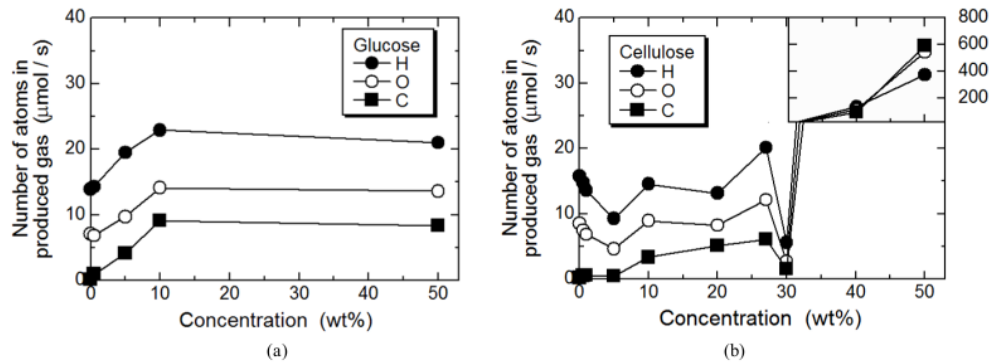 Number of atoms in
produced gas (μmol / s)
40
30
20
10
0
Glucose
H
O
C
0 10 20 30 40 50
Concentration (wt%)
(a)
Number of atoms in
produced gas (μmol / s)
40
30
20
10
0
Cellulose
H
O
C
800
600
400
200
0 10 20 30 40 50
Concentration (wt%)
(b)